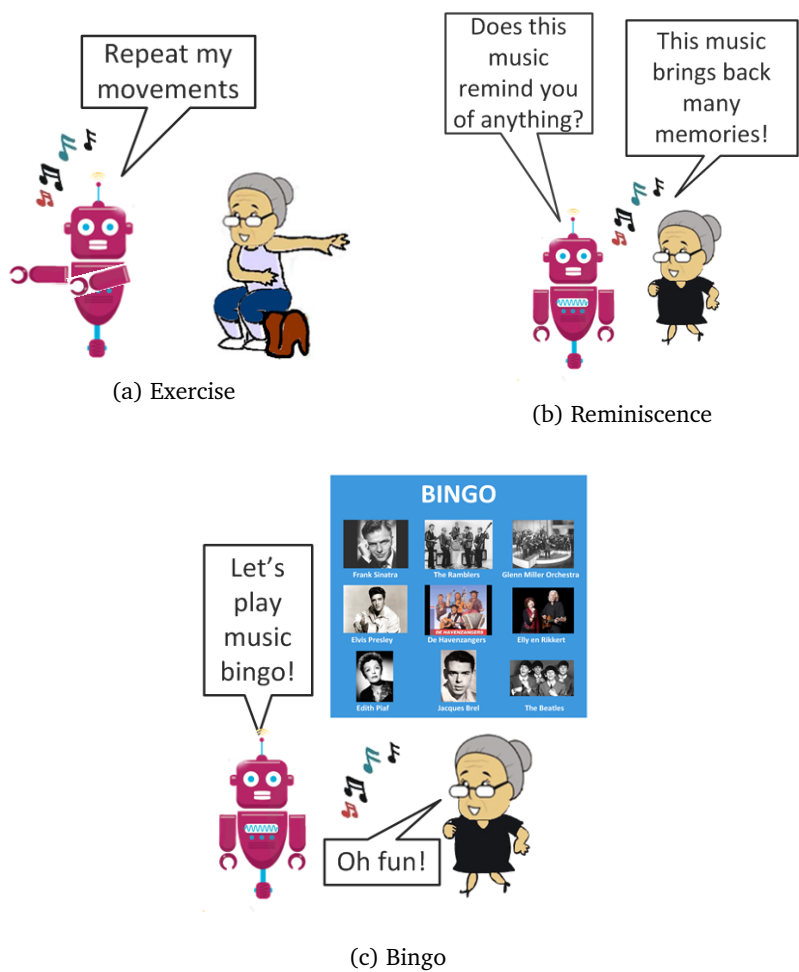 Repeat my
movements
Does this
music
remind you
of anything?
This music
brings back
many
memories!
(a) Exercise
(b) Reminiscence
BINGO
Frank Sinatra
The Ramblers
Glenn Miller Orchestra
Elvis Presley
DE HAVENZANGERS
De Havenzangers
Elly en Rikkert
Edith Piaf
Jacques Brel
The Beatles
Let's
play
music
bingo!
Oh fun!
(c) Bingo